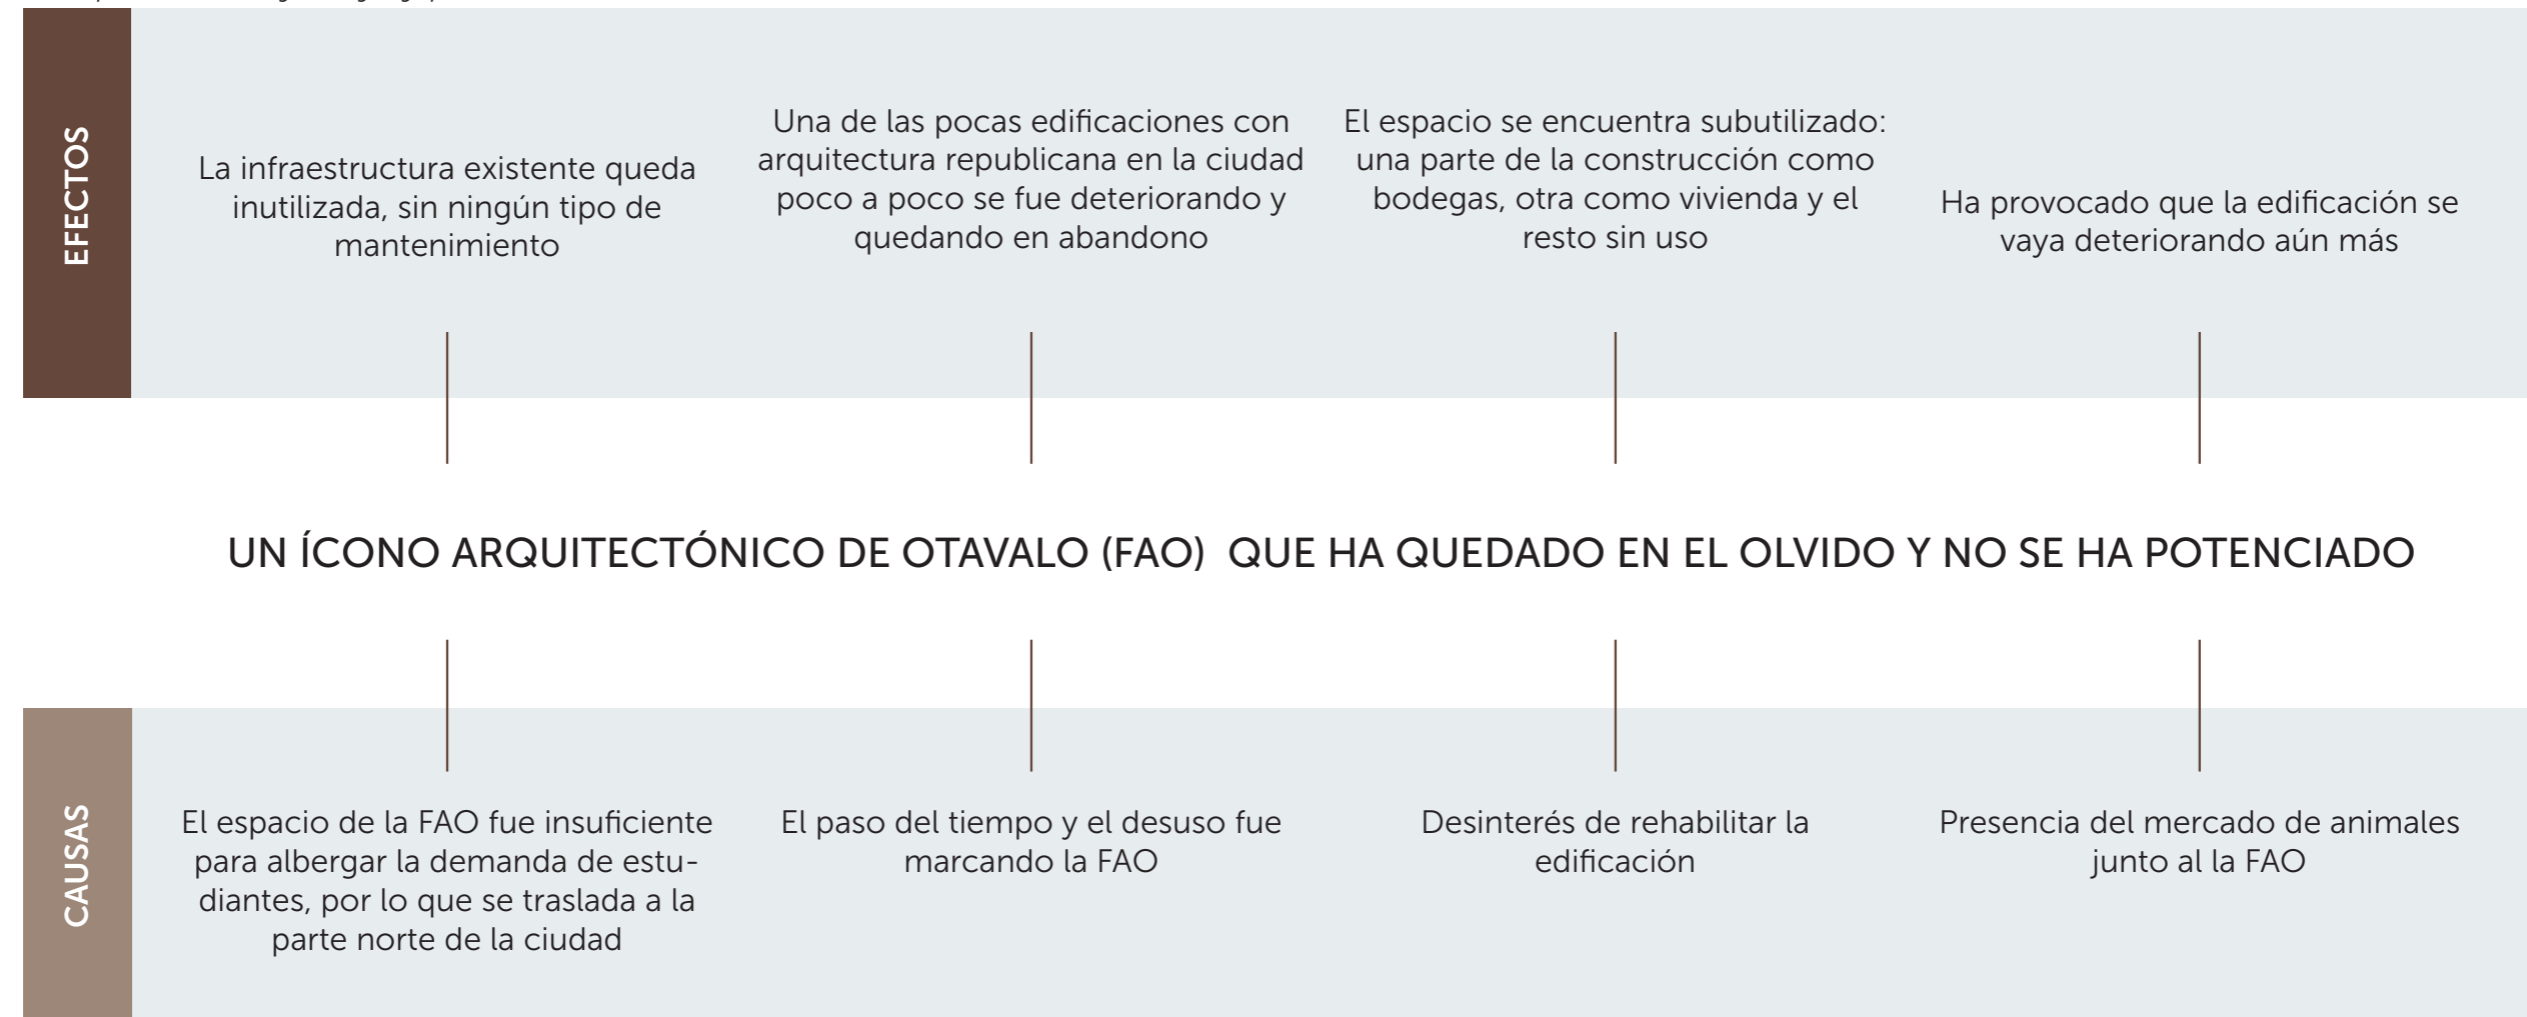 EFECTOS
La infraestructura existente queda
inutilizada, sin ningún tipo de
mantenimiento
Una de las pocas edificaciones con
arquitectura republicana en la ciudad
poco a poco se fue deteriorando y
quedando en abandono
El espacio se encuentra subutilizado:
una parte de la construcción como
bodegas, otra como vivienda y el
resto sin uso
Ha provocado que la edificación se
vaya deteriorando aún más
UN ÍCONO ARQUITECTÓNICO DE OTAVALO (FAO) QUE HA QUEDADO EN EL OLVIDO Y NO SE HA POTENCIADO
CAUSAS
El espacio de la FAO fue insuficiente
para albergar la demanda de estu-
diantes, por lo que se traslada a la
parte norte de la ciudad
El paso del tiempo y el desuso fue
marcando la FAO
Desinterés de rehabilitar la
edificación
Presencia del mercado de animales
junto al la FAO